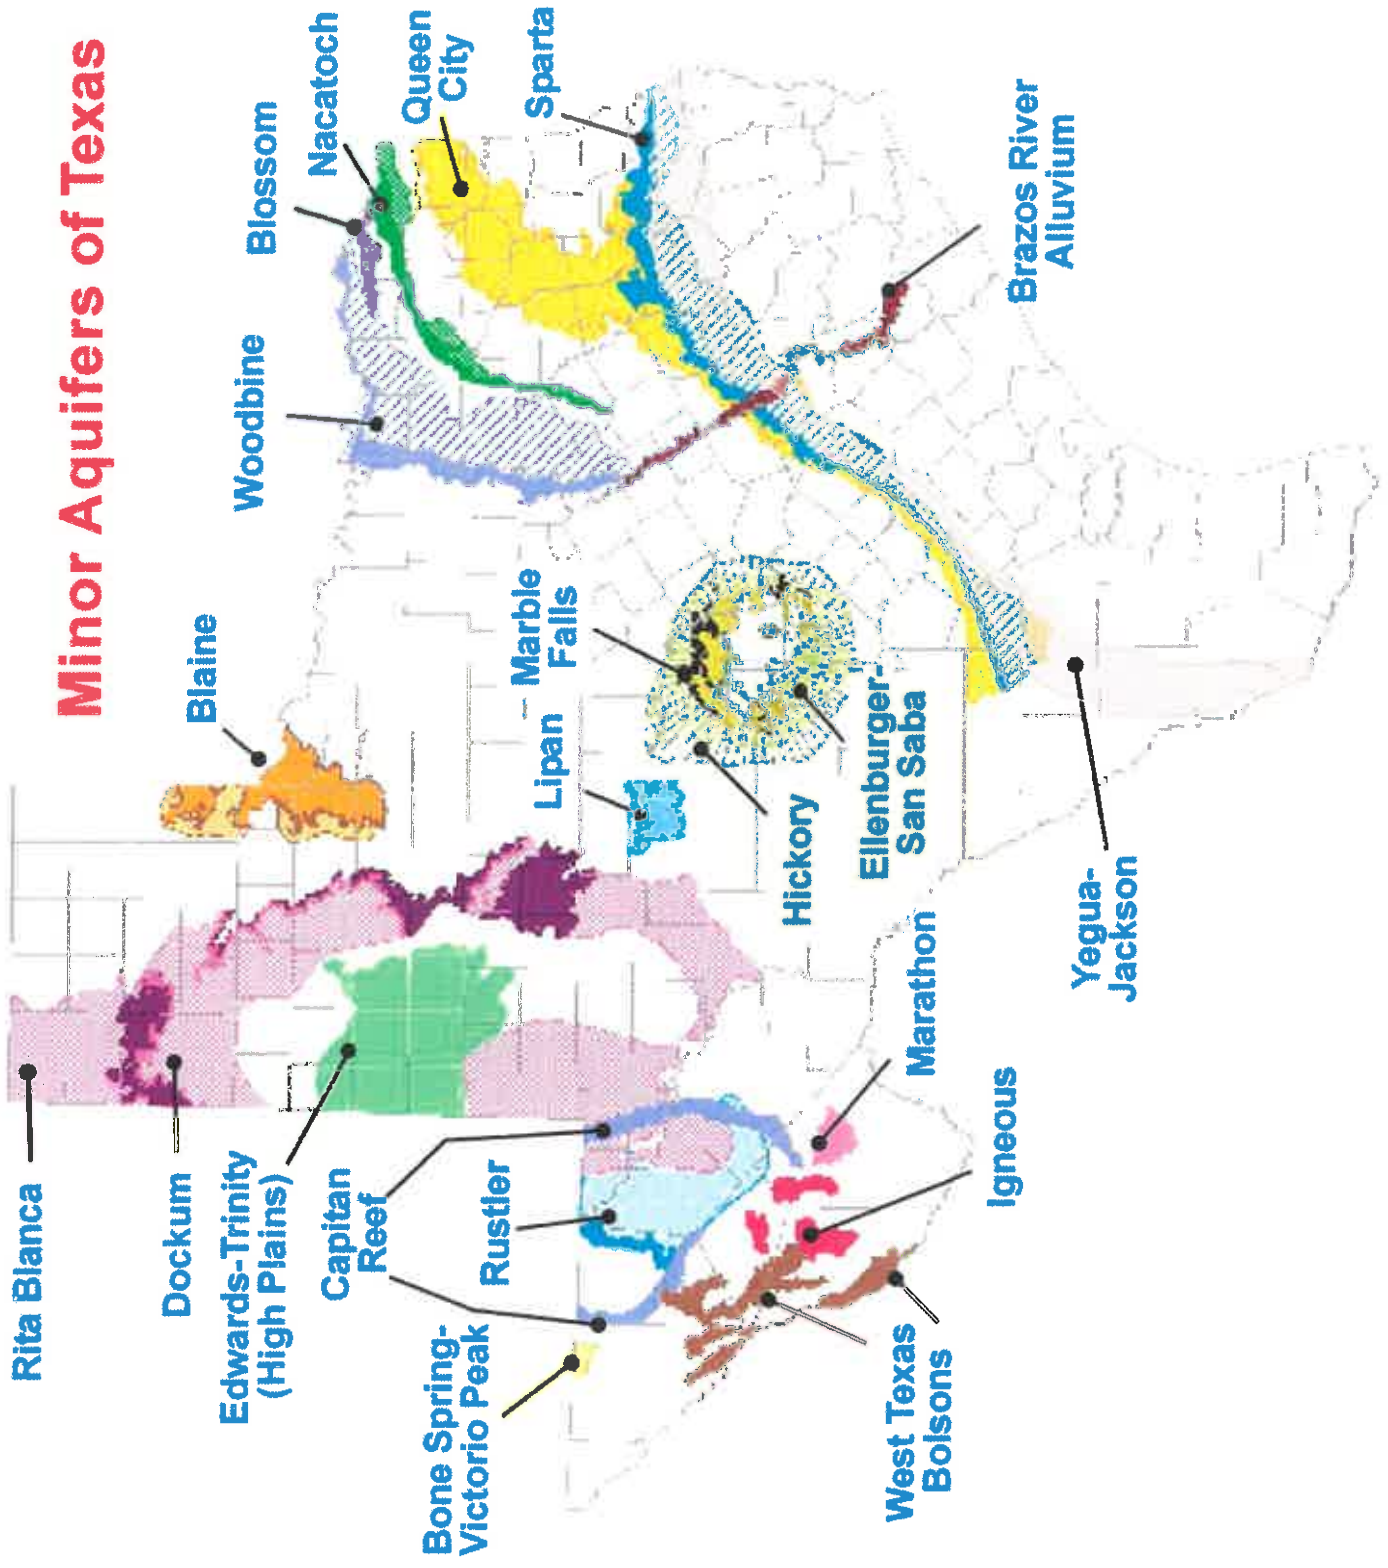 Minor Aquifers of Texas
Rita Blanca
Dockum
Edwards-Trinity
(High Plains)
Capitan
Reef
Rustler
Bone Spring-
Victorio Peak
West Texas
Bolsons
Igneous
Marathon
Blaine
Lipan
Marble
Falls
Hickory
Ellenburger-
San Saba
Yegua-
Jackson
Woodbine
Blossom
Nacatoch
Queen
City
Sparta
Brazos River
Alluvium